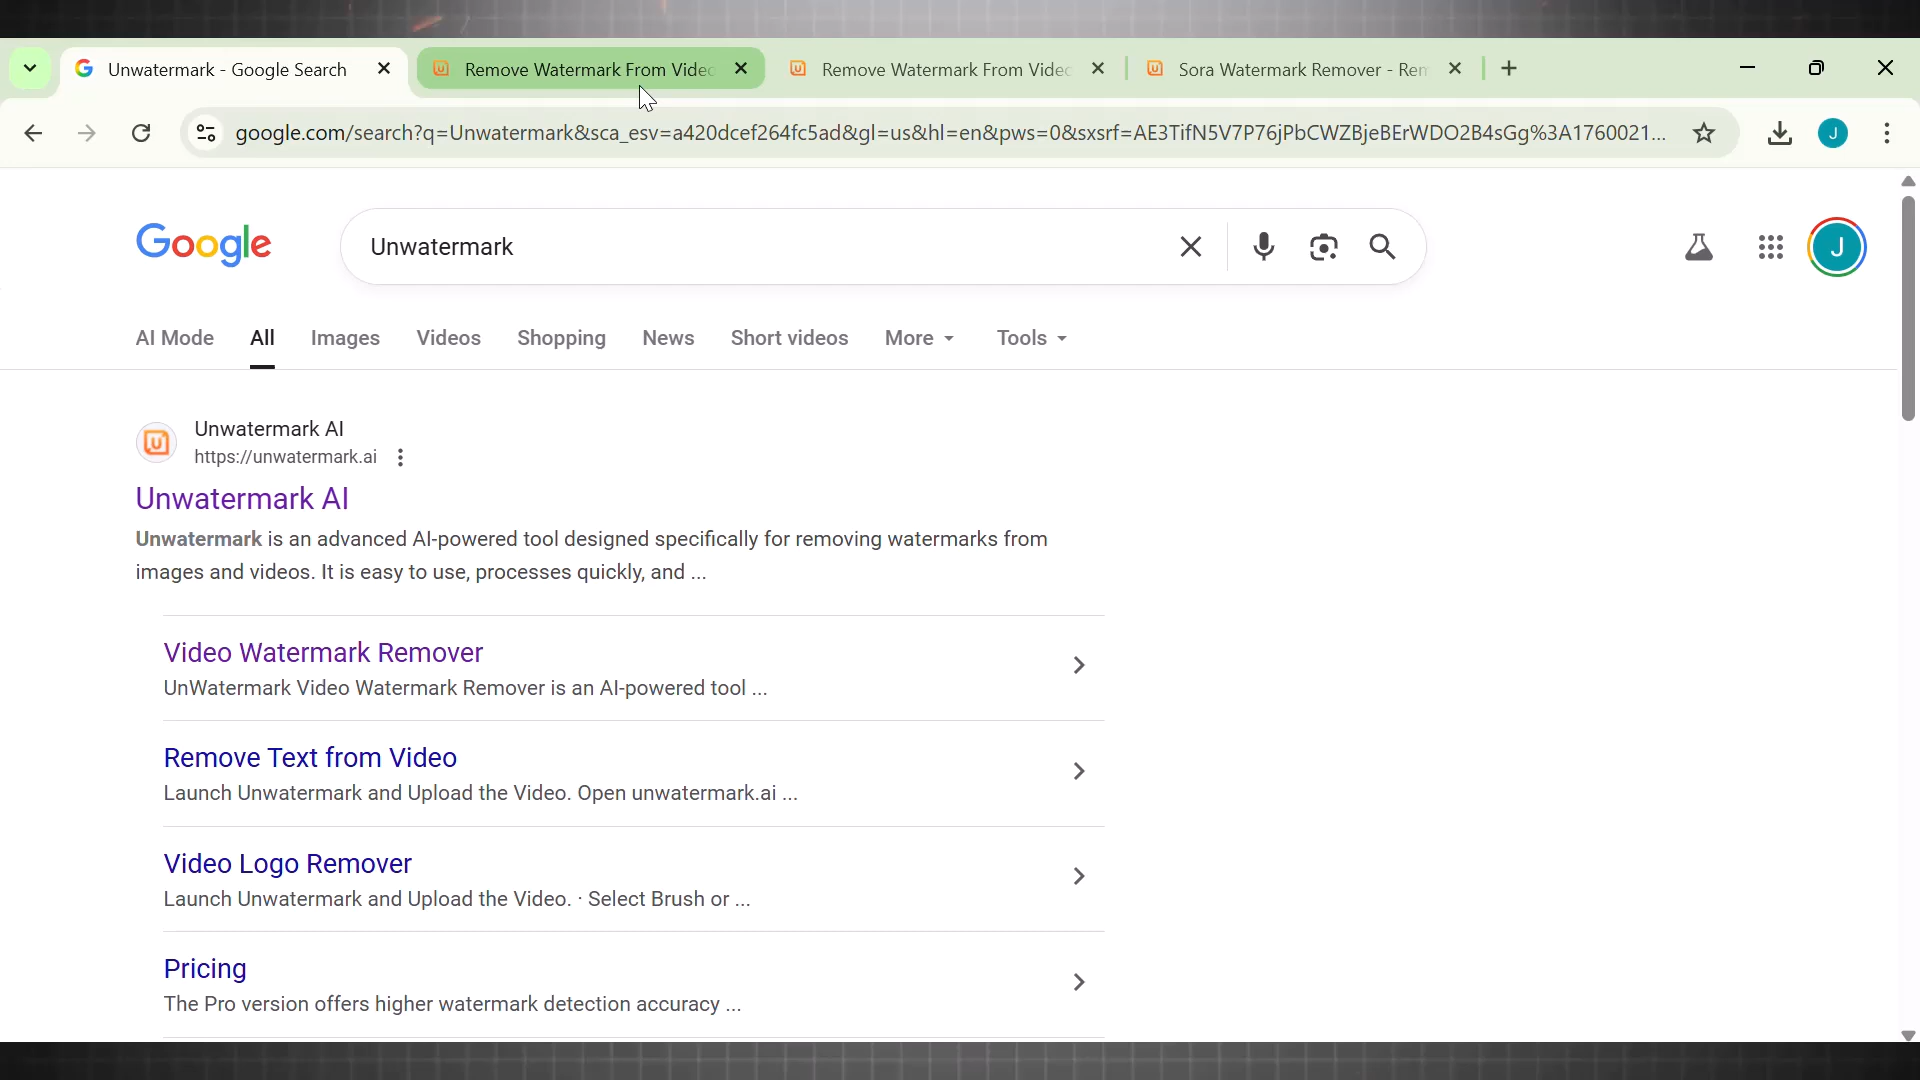 Unwatermark - Google Search
Remove Watermark From Videc
Remove Watermark From Videc
Sora Watermark Remover - Rem
google.com/search?q=Unwatermark&sca_esv=a420dcef264fc5ad&gl=us&hl=en&pws=0&sxsrf=AE3TifN5V7P76jPbCWZBjeBErWDO2B4sGg%3A1760021...
J
Google
Unwatermark
J
AI Mode
All
Images
Videos
Shopping
News
Short videos
More
Tools
Unwatermark AI
https://unwatermark.ai
Unwatermark AI
Unwatermark is an advanced AI-powered tool designed specifically for removing watermarks from
images and videos. It is easy to use, processes quickly, and ...
Video Watermark Remover
UnWatermark Video Watermark Remover is an AI-powered tool ...
Remove Text from Video
Launch Unwatermark and Upload the Video. Open unwatermark.ai ...
Video Logo Remover
Launch Unwatermark and Upload the Video. · Select Brush or ...
Pricing
The Pro version offers higher watermark detection accuracy ...